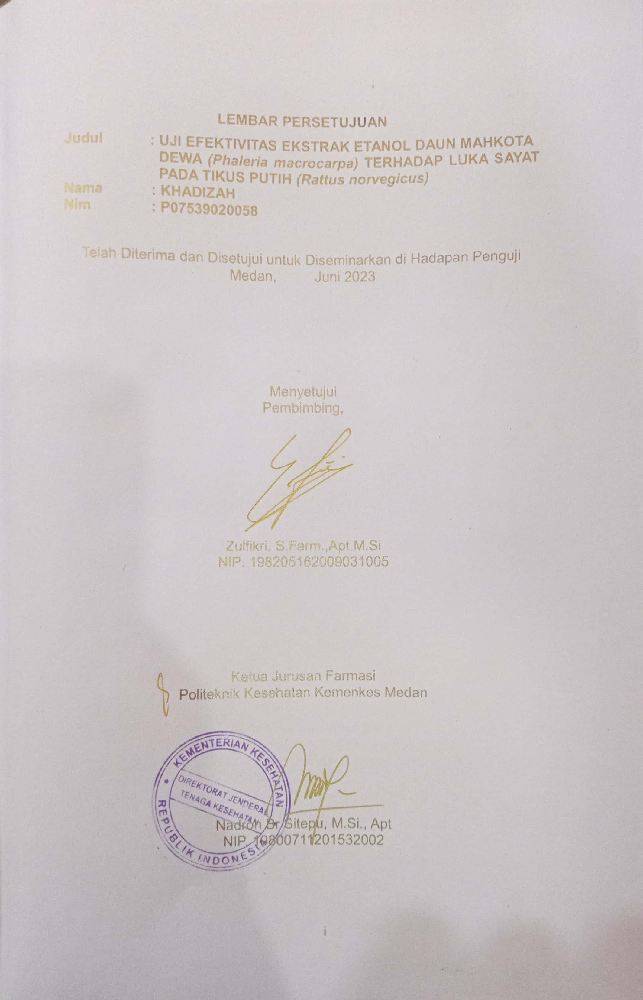 LEMBAR PERSETUJUAN
Judul : UJI EFEKTIVITAS EKSTRAK ETANOL DAUN MAHKOTA
DEWA (Phaleria macrocarpa) TERHADAP LUKA SAYAT
PADA TIKUS PUTIH (Rattus norvegicus)
Nama : KHADIZAH
Nim : P07539020058
Telah Diterima dan Disetujui untuk Diseminarkan di Hadapan Penguji
Medan, Juni 2023
Menyetujui
Pembimbing,
Zulfikri, S.Farm.,Apt.M.Si
NIP. 198205162009031005
Ketua Jurusan Farmasi
Politeknik Kesehatan Kemenkes Medan
KEMENTERIAN KESEHATAN
DIREKTORAT JENDERAL
TENAGA KESEHATAN
REPUBLIK INDONESIA
Nadroh Br Sitepu, M.Si., Apt
NIP. 19800711201532002
i